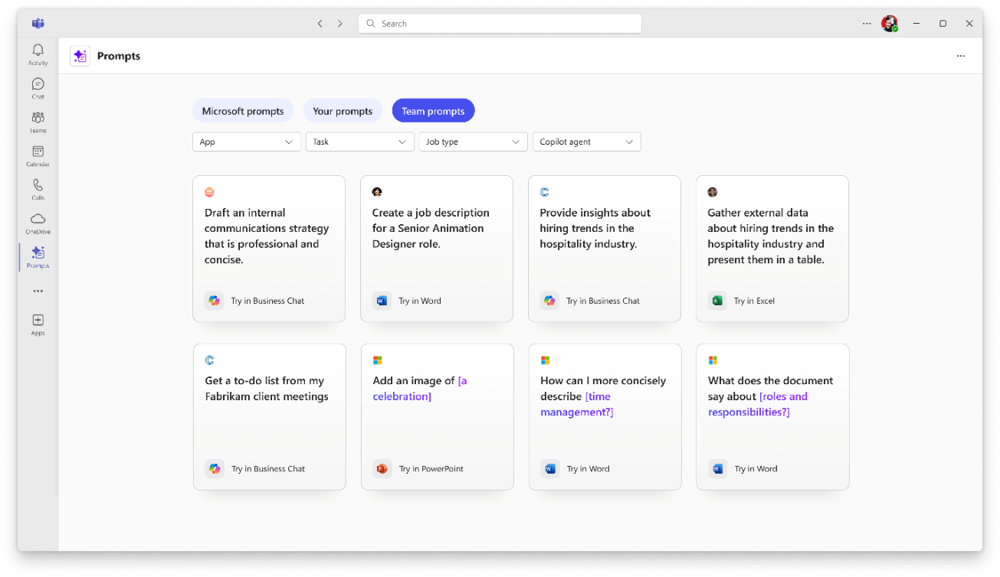 Search
Activity
Chat
Teams
Calendar
Calls
OneDrive
Prompts
Apps
Prompts
Microsoft prompts
Your prompts
Team prompts
App
Task
Job type
Copilot agent
Draft an internal
communications strategy
that is professional and
concise.
Try in Business Chat
Create a job description
for a Senior Animation
Designer role.
Try in Word
Provide insights about
hiring trends in the
hospitality industry.
Try in Business Chat
Gather external data
about hiring trends in the
hospitality industry and
present them in a table.
Try in Excel
Get a to-do list from my
Fabrikam client meetings
Try in Business Chat
Add an image of [a
celebration]
Try in PowerPoint
How can I more concisely
describe [time
management?]
Try in Word
What does the document
say about [roles and
responsibilities?]
Try in Word